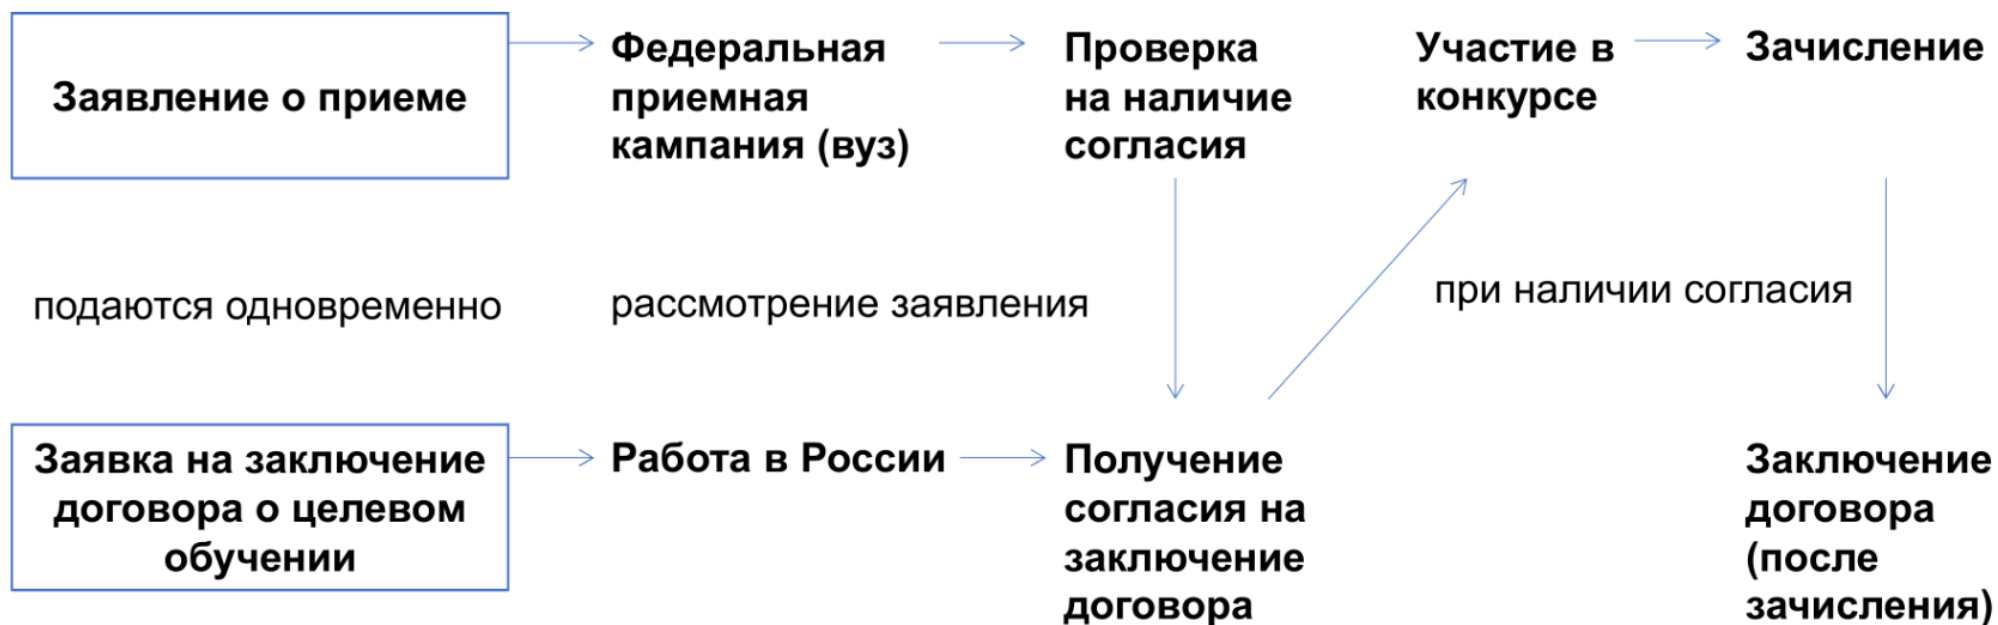 Заявление о приеме
Федеральная
приемная
кампания (вуз)
Проверка
на наличие
согласия
Участие в
конкурсе
Зачисление
подаются одновременно
рассмотрение заявления
при наличии согласия
Заявка на заключение
договора о целевом
обучении
Работа в России
Получение
согласия на
заключение
договора
Заключение
договора
(после
зачисления)